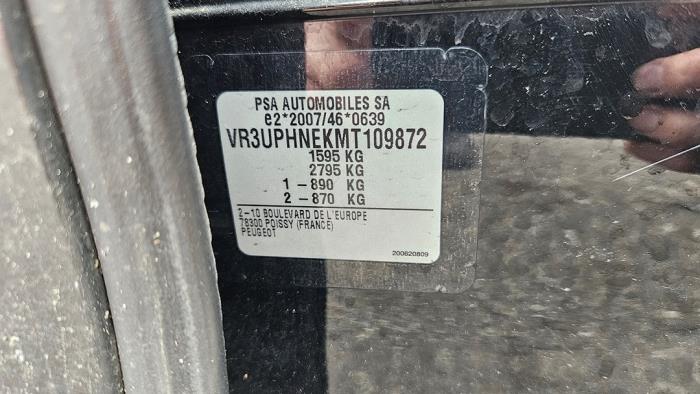 PSA AUTOMOBILES SA
e2*2007/46*0639
VR3UPHNEKMT109872
1595 KG
2795 KG
1 – 890 KG
2 – 870 KG
2–10 BOULEVARD DE L'EUROPE
78300 POISSY (FRANCE)
PEUGEOT
200620809